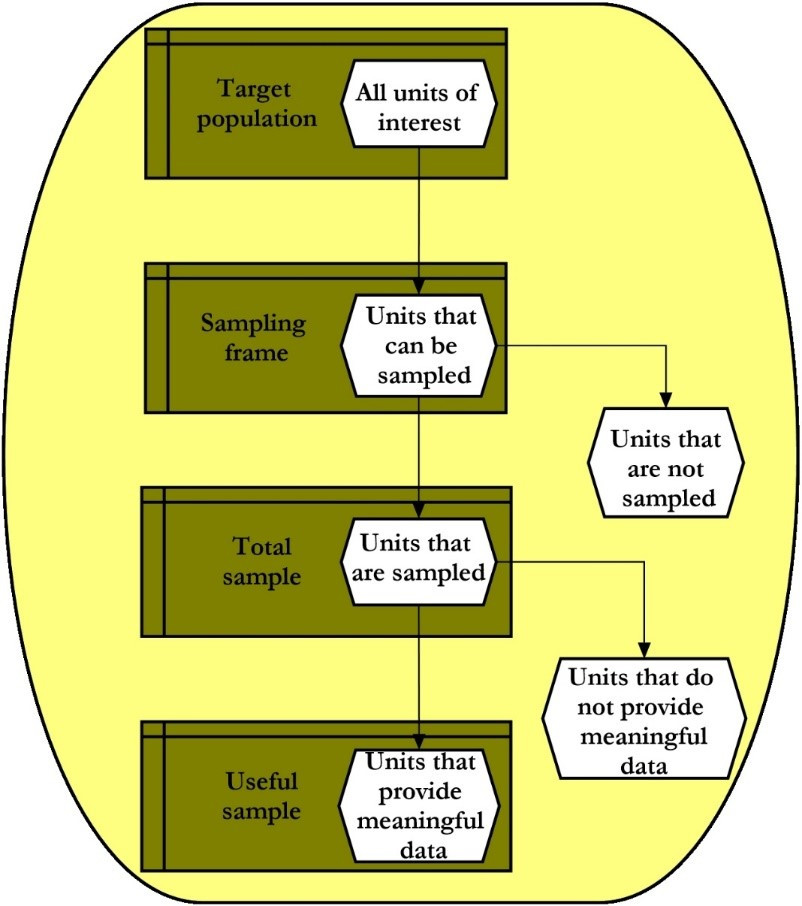 Target
population
All units of
interest
Sampling
frame
Units that
can be
sampled
Units that
are not
sampled
Total
sample
Units that
are sampled
Units that do
not provide
meaningful
data
Useful
sample
Units that
provide
meaningful
data